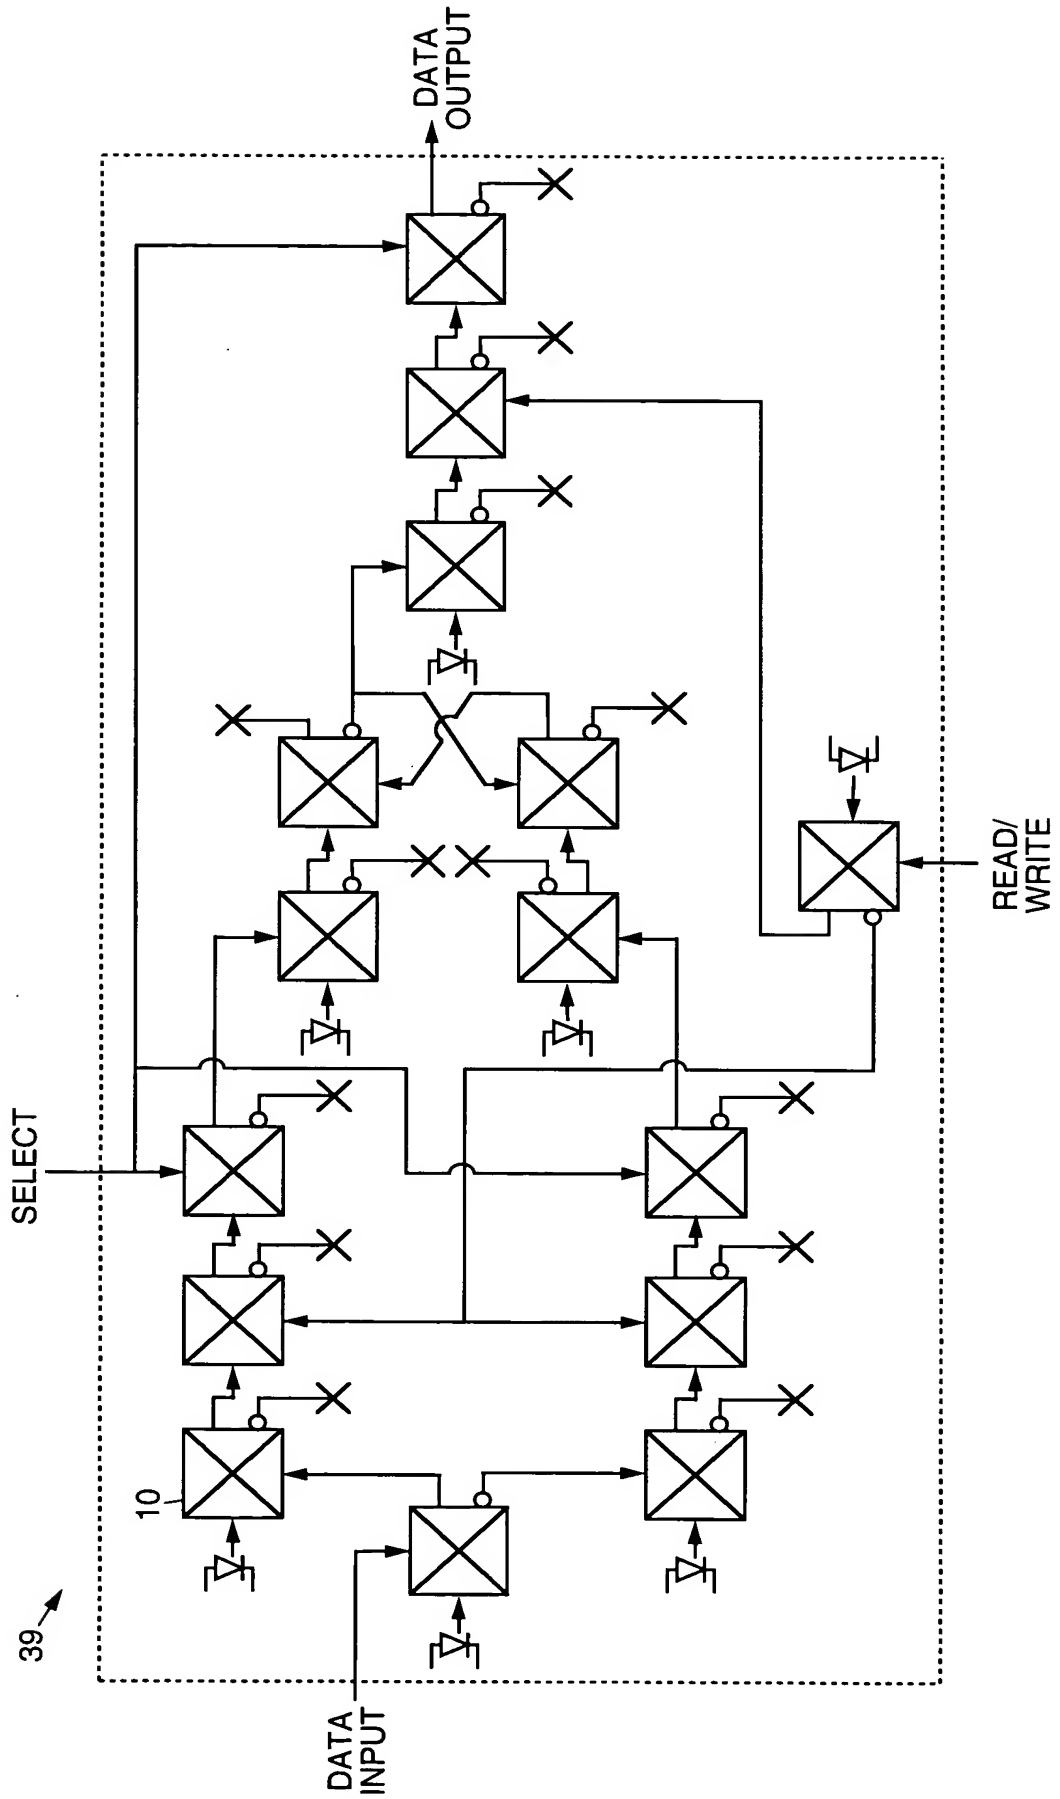 39
10
SELECT
DATA
INPUT
DATA
OUTPUT
READ/
WRITE